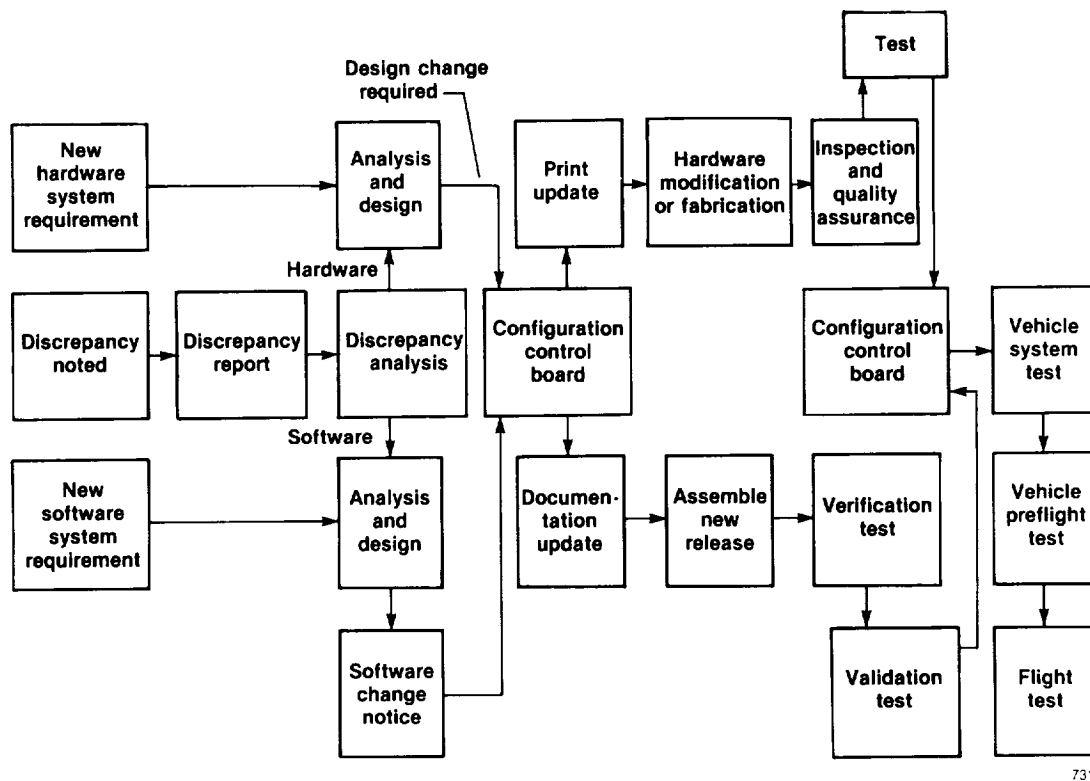 Test
Design change
required
New
hardware
system
requirement
Analysis
and
design
Print
update
Hardware
modification
or fabrication
Inspection
and
quality
assurance
Hardware
Discrepancy
noted
Discrepancy
report
Discrepancy
analysis
Configuration
control
board
Configuration
control
board
Vehicle
system
test
Software
New
software
system
requirement
Analysis
and
design
Documen-
tation
update
Assemble
new
release
Verification
test
Vehicle
preflight
test
Software
change
notice
Validation
test
Flight
test